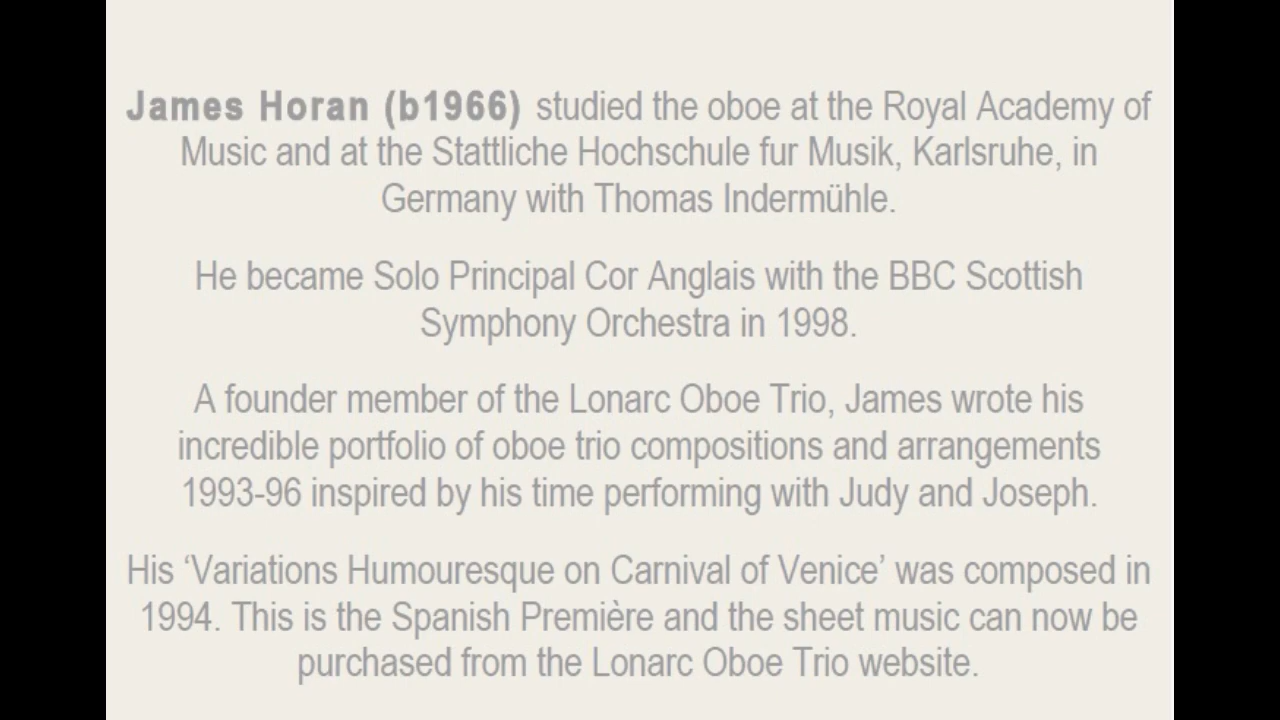 James Horan (b1966) studied the oboe at the Royal Academy of
Music and at the Stattliche Hochschule fur Musik, Karlsruhe, in
Germany with Thomas Indermühle.
He became Solo Principal Cor Anglais with the BBC Scottish
Symphony Orchestra in 1998.
A founder member of the Lonarc Oboe Trio, James wrote his
incredible portfolio of oboe trio compositions and arrangements
1993-96 inspired by his time performing with Judy and Joseph.
His ‘Variations Humouresque on Carnival of Venice’ was composed in
1994. This is the Spanish Première and the sheet music can now be
purchased from the Lonarc Oboe Trio website.